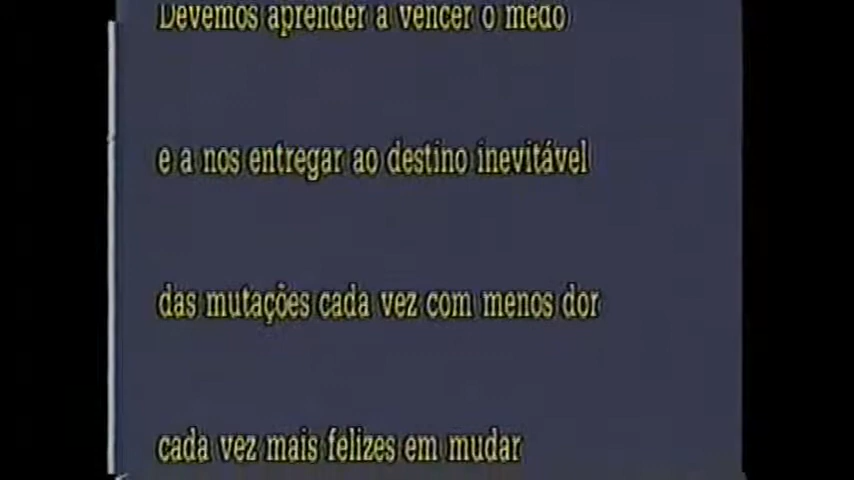 Devemos aprender a vencer o medo
e a nos entregar ao destino inevitável
das mutações cada vez com menos dor
cada vez mais felizes em mudar